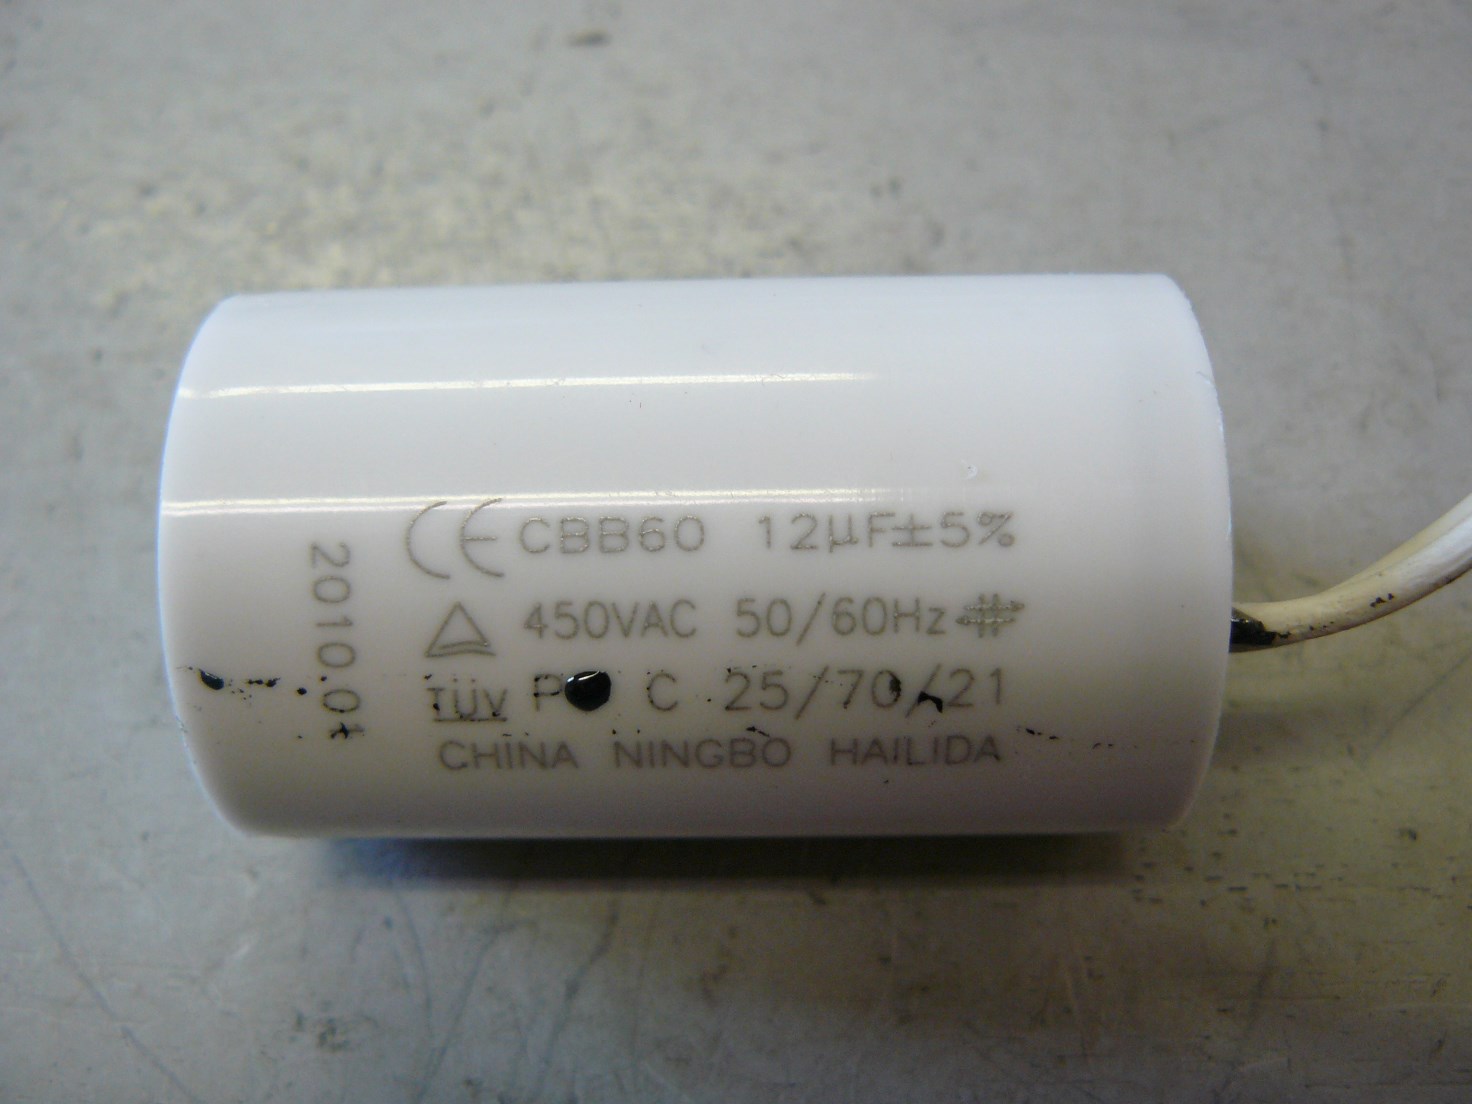 CE CBB60 12µF±5%
450VAC 50/60Hz
TÜV C 25/70/21
CHINA NINGBO HAILIDA
2010.01